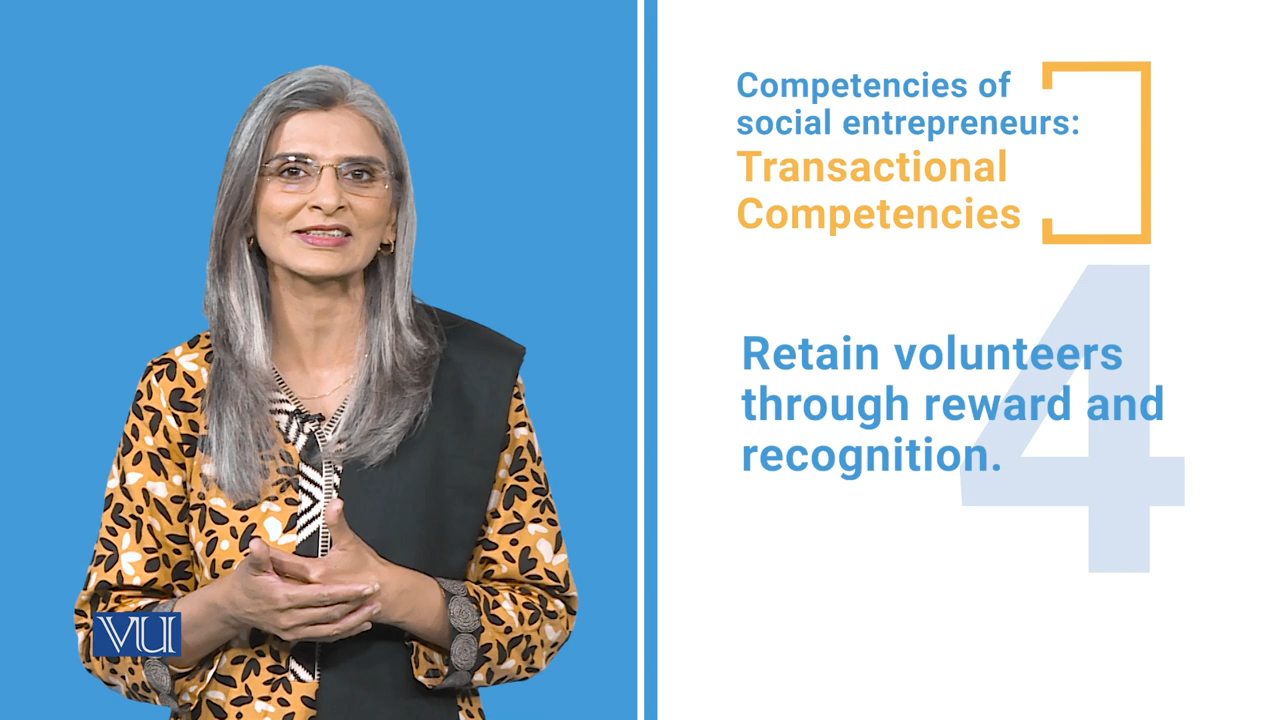 Competencies of
social entrepreneurs:
Transactional
Competencies
4
Retain volunteers
through reward and
recognition.
VU